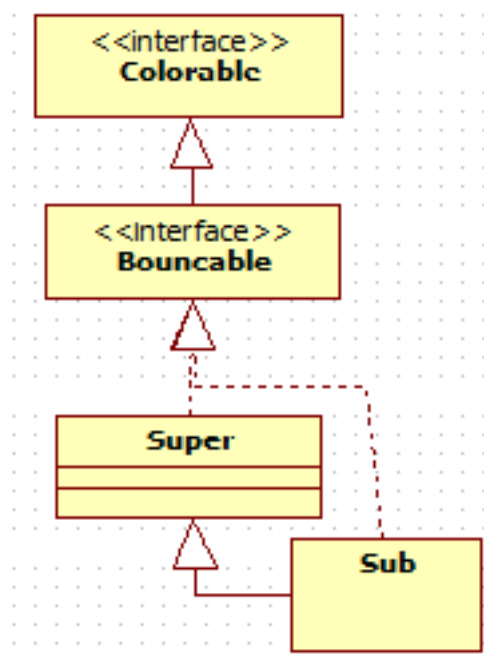 <<interface>>
Colorable
<<interface>>
Bouncable
Super
Sub